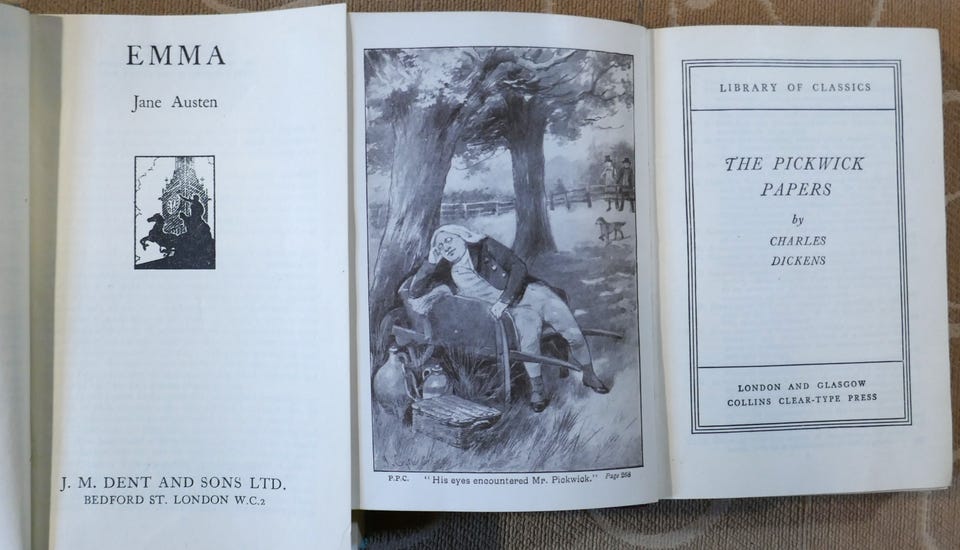 EMMA
Jane Austen
J. M. DENT AND SONS LTD.
BEDFORD ST. LONDON W.C.2
P.P.C. "His eyes encountered Mr. Pickwick." Page 258
LIBRARY OF CLASSICS
THE PICKWICK
PAPERS
by
CHARLES
DICKENS
LONDON AND GLASGOW
COLLINS CLEAR-TYPE PRESS